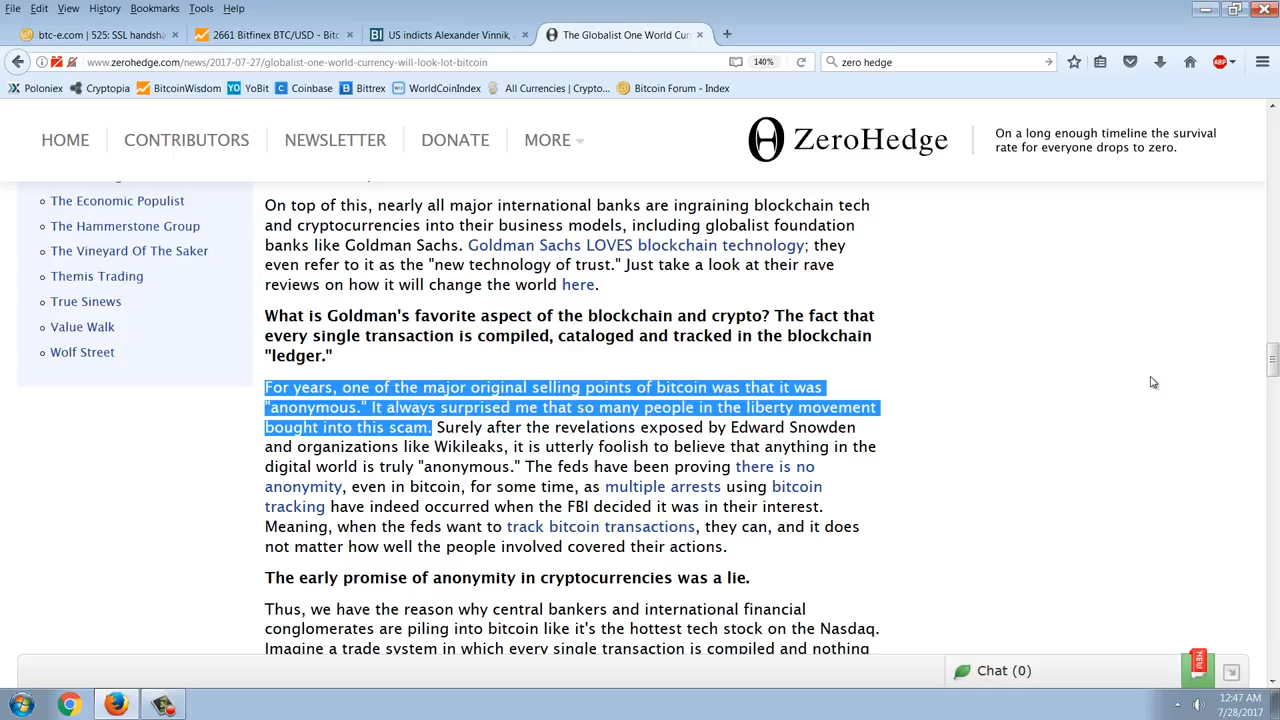 File Edit View History Bookmarks Tools Help
btc-e.com | 525: SSL handsha
2661 Bitfinex BTC/USD - Bitco
US indicts Alexander Vinnik,
The Globalist One World Cur
www.zerohedge.com/news/2017-07-27/globalist-one-world-currency-will-look-lot-bitcoin
140%
zero hedge
Poloniex Cryptopia BitcoinWisdom YoBit Coinbase Bittrex WorldCoinIndex All Currencies | Crypto... Bitcoin Forum - Index
HOME CONTRIBUTORS NEWSLETTER DONATE MORE
ZeroHedge
On a long enough timeline the survival
rate for everyone drops to zero.
The Economic Populist
The Hammerstone Group
The Vineyard Of The Saker
Themis Trading
True Sinews
Value Walk
Wolf Street
On top of this, nearly all major international banks are ingraining blockchain tech
and cryptocurrencies into their business models, including globalist foundation
banks like Goldman Sachs. Goldman Sachs LOVES blockchain technology; they
even refer to it as the "new technology of trust." Just take a look at their rave
reviews on how it will change the world here.
What is Goldman's favorite aspect of the blockchain and crypto? The fact that
every single transaction is compiled, cataloged and tracked in the blockchain
"ledger."
For years, one of the major original selling points of bitcoin was that it was
"anonymous." It always surprised me that so many people in the liberty movement
bought into this scam. Surely after the revelations exposed by Edward Snowden
and organizations like Wikileaks, it is utterly foolish to believe that anything in the
digital world is truly "anonymous." The feds have been proving there is no
anonymity, even in bitcoin, for some time, as multiple arrests using bitcoin
tracking have indeed occurred when the FBI decided it was in their interest.
Meaning, when the feds want to track bitcoin transactions, they can, and it does
not matter how well the people involved covered their actions.
The early promise of anonymity in cryptocurrencies was a lie.
Thus, we have the reason why central bankers and international financial
conglomerates are piling into bitcoin like it's the hottest tech stock on the Nasdaq.
Imagine a trade system in which every single transaction is compiled and nothing
Chat (0)
NEW
12:47 AM
7/28/2017